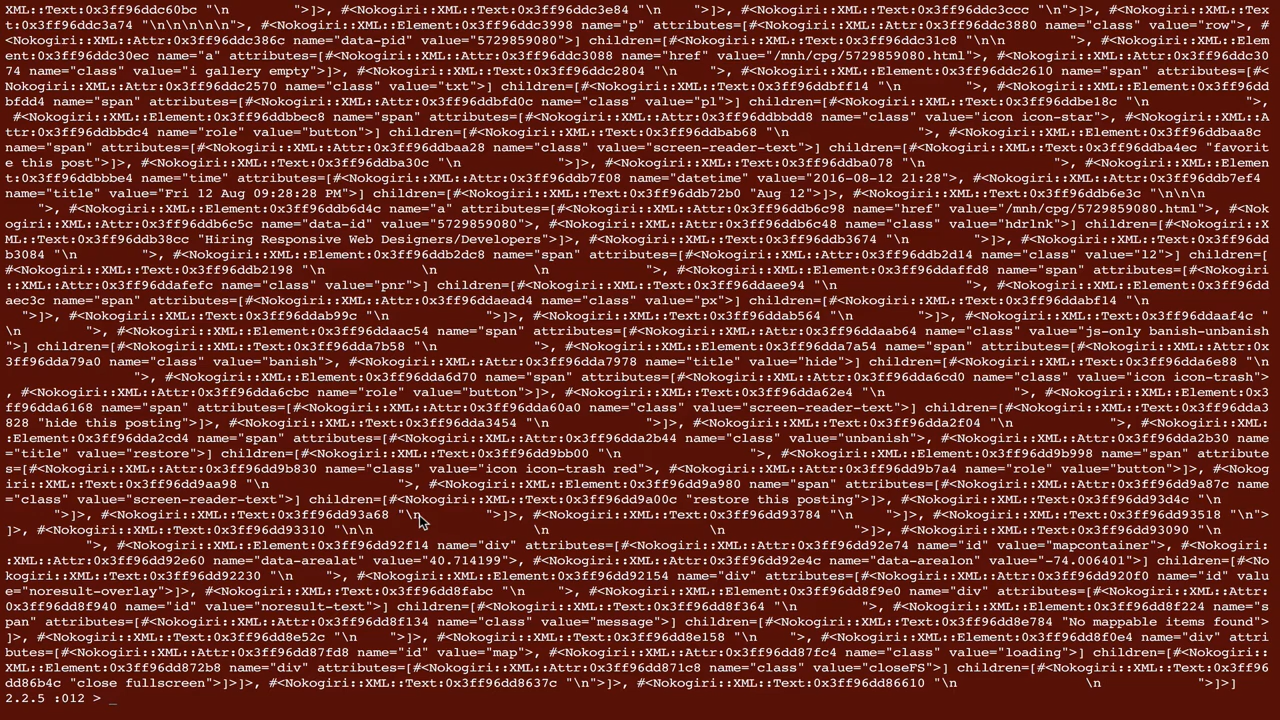 XML::Text:0x3ff96ddc60bc "\n          ">]>, #<Nokogiri::XML::Text:0x3ff96ddc3e84 "\n      ">]>, #<Nokogiri::XML::Text:0x3ff96ddc3ccc "\n">]>, #<Nokogiri::XML::Tex
t:0x3ff96ddc3a74 "\n\n\n\n\n">, #<Nokogiri::XML::Element:0x3ff96ddc3998 name="p" attributes=[#<Nokogiri::XML::Attr:0x3ff96ddc3880 name="class" value="row">, #
<Nokogiri::XML::Attr:0x3ff96ddc386c name="data-pid" value="5729859080">] children=[#<Nokogiri::XML::Text:0x3ff96ddc31c8 "\n\n      ">, #<Nokogiri::XML::Elem
ent:0x3ff96ddc30ec name="a" attributes=[#<Nokogiri::XML::Attr:0x3ff96ddc3088 name="href" value="/mnh/cpg/5729859080.html">, #<Nokogiri::XML::Attr:0x3ff96ddc30
74 name="class" value="i gallery empty">]>, #<Nokogiri::XML::Text:0x3ff96ddc2804 "\n    ">, #<Nokogiri::XML::Element:0x3ff96ddc2610 name="span" attributes=[#<
Nokogiri::XML::Attr:0x3ff96ddc2570 name="class" value="txt">] children=[#<Nokogiri::XML::Text:0x3ff96ddbff14 "\n        ">, #<Nokogiri::XML::Element:0x3ff96dd
bfdd4 name="span" attributes=[#<Nokogiri::XML::Attr:0x3ff96ddbfd0c name="class" value="pl">] children=[#<Nokogiri::XML::Text:0x3ff96ddbe18c "\n            ">,
 #<Nokogiri::XML::Element:0x3ff96ddbbec8 name="span" attributes=[#<Nokogiri::XML::Attr:0x3ff96ddbbdd8 name="class" value="icon icon-star">, #<Nokogiri::XML::A
ttr:0x3ff96ddbbdc4 name="role" value="button">] children=[#<Nokogiri::XML::Text:0x3ff96ddbab68 "\n                ">, #<Nokogiri::XML::Element:0x3ff96ddbaa8c 
name="span" attributes=[#<Nokogiri::XML::Attr:0x3ff96ddbaa28 name="class" value="screen-reader-text">] children=[#<Nokogiri::XML::Text:0x3ff96ddba4ec "favorit
e this post">]>, #<Nokogiri::XML::Text:0x3ff96ddba30c "\n            ">]>, #<Nokogiri::XML::Text:0x3ff96ddba078 "\n            ">, #<Nokogiri::XML::Elemen
t:0x3ff96ddbbbe4 name="time" attributes=[#<Nokogiri::XML::Attr:0x3ff96ddb7f08 name="datetime" value="2016-08-12 21:28">, #<Nokogiri::XML::Attr:0x3ff96ddb7ef4 
name="title" value="Fri 12 Aug 09:28:28 PM">] children=[#<Nokogiri::XML::Text:0x3ff96ddb72b0 "Aug 12">]>, #<Nokogiri::XML::Text:0x3ff96ddb6e3c "\n\n\n
    ">, #<Nokogiri::XML::Element:0x3ff96ddb6d4c name="a" attributes=[#<Nokogiri::XML::Attr:0x3ff96ddb6c98 name="href" value="/mnh/cpg/5729859080.html">, #<Nok
ogiri::XML::Attr:0x3ff96ddb6c5c name="data-id" value="5729859080">, #<Nokogiri::XML::Attr:0x3ff96ddb6c48 name="class" value="hdrlnk">] children=[#<Nokogiri::X
ML::Text:0x3ff96ddb38cc "Hiring Responsive Web Designers/Developers">]>, #<Nokogiri::XML::Text:0x3ff96ddb3674 "\n        ">]>, #<Nokogiri::XML::Text:0x3ff96dd
b3084 "\n        ">, #<Nokogiri::XML::Element:0x3ff96ddb2dc8 name="span" attributes=[#<Nokogiri::XML::Attr:0x3ff96ddb2d14 name="class" value="l2">] children=[
#<Nokogiri::XML::Text:0x3ff96ddb2198 "\n            \n            \n            ">, #<Nokogiri::XML::Element:0x3ff96ddaffd8 name="span" attributes=[#<Nokogiri
::XML::Attr:0x3ff96ddafefc name="class" value="pnr">] children=[#<Nokogiri::XML::Text:0x3ff96ddaee94 "\n                ">, #<Nokogiri::XML::Element:0x3ff96dd
aec3c name="span" attributes=[#<Nokogiri::XML::Attr:0x3ff96ddaead4 name="class" value="px">] children=[#<Nokogiri::XML::Text:0x3ff96ddabf14 "\n
  ">]>, #<Nokogiri::XML::Text:0x3ff96ddab99c "\n            ">]>, #<Nokogiri::XML::Text:0x3ff96ddab564 "\n        ">]>, #<Nokogiri::XML::Text:0x3ff96ddaaf4c "
\n        ">, #<Nokogiri::XML::Element:0x3ff96ddaac54 name="span" attributes=[#<Nokogiri::XML::Attr:0x3ff96ddaab64 name="class" value="js-only banish-unbanish
">] children=[#<Nokogiri::XML::Text:0x3ff96dda7b58 "\n            ">, #<Nokogiri::XML::Element:0x3ff96dda7a54 name="span" attributes=[#<Nokogiri::XML::Attr:0x
3ff96dda79a0 name="class" value="banish">, #<Nokogiri::XML::Attr:0x3ff96dda7978 name="title" value="hide">] children=[#<Nokogiri::XML::Text:0x3ff96dda6e88 "\n
                ">, #<Nokogiri::XML::Element:0x3ff96dda6d70 name="span" attributes=[#<Nokogiri::XML::Attr:0x3ff96dda6cd0 name="class" value="icon icon-trash">
, #<Nokogiri::XML::Attr:0x3ff96dda6cbc name="role" value="button">]>, #<Nokogiri::XML::Text:0x3ff96dda62e4 "\n                ">, #<Nokogiri::XML::Element:0x3
ff96dda6168 name="span" attributes=[#<Nokogiri::XML::Attr:0x3ff96dda60a0 name="class" value="screen-reader-text">] children=[#<Nokogiri::XML::Text:0x3ff96dda3
828 "hide this posting">]>, #<Nokogiri::XML::Text:0x3ff96dda3454 "\n            ">]>, #<Nokogiri::XML::Text:0x3ff96dda2f04 "\n            ">, #<Nokogiri::XML:
:Element:0x3ff96dda2cd4 name="span" attributes=[#<Nokogiri::XML::Attr:0x3ff96dda2b44 name="class" value="unbanish">, #<Nokogiri::XML::Attr:0x3ff96dda2b30 name
="title" value="restore">] children=[#<Nokogiri::XML::Text:0x3ff96dd9bb00 "\n                ">, #<Nokogiri::XML::Element:0x3ff96dd9b998 name="span" attribute
s=[#<Nokogiri::XML::Attr:0x3ff96dd9b830 name="class" value="icon icon-trash red">, #<Nokogiri::XML::Attr:0x3ff96dd9b7a4 name="role" value="button">]>, #<Nokog
iri::XML::Text:0x3ff96dd9aa98 "\n                ">, #<Nokogiri::XML::Element:0x3ff96dd9a980 name="span" attributes=[#<Nokogiri::XML::Attr:0x3ff96dd9a87c name
="class" value="screen-reader-text">] children=[#<Nokogiri::XML::Text:0x3ff96dd9a00c "restore this posting">]>, #<Nokogiri::XML::Text:0x3ff96dd93d4c "\n
      ">]>, #<Nokogiri::XML::Text:0x3ff96dd93a68 "\n        ">]>, #<Nokogiri::XML::Text:0x3ff96dd93784 "\n    ">]>, #<Nokogiri::XML::Text:0x3ff96dd93518 "\n">
]>, #<Nokogiri::XML::Text:0x3ff96dd93310 "\n\n                    \n                    \n                ">]>, #<Nokogiri::XML::Text:0x3ff96dd93090 "\n
          ">, #<Nokogiri::XML::Element:0x3ff96dd92f14 name="div" attributes=[#<Nokogiri::XML::Attr:0x3ff96dd92e74 name="id" value="mapcontainer">, #<Nokogiri:
:XML::Attr:0x3ff96dd92e60 name="data-arealat" value="40.714199">, #<Nokogiri::XML::Attr:0x3ff96dd92e4c name="data-arealon" value="-74.006401">] children=[#<No
kogiri::XML::Text:0x3ff96dd92230 "\n    ">, #<Nokogiri::XML::Element:0x3ff96dd92154 name="div" attributes=[#<Nokogiri::XML::Attr:0x3ff96dd920f0 name="id" valu
e="noresult-overlay">]>, #<Nokogiri::XML::Text:0x3ff96dd8fabc "\n    ">, #<Nokogiri::XML::Element:0x3ff96dd8f9e0 name="div" attributes=[#<Nokogiri::XML::Attr:
0x3ff96dd8f940 name="id" value="noresult-text">] children=[#<Nokogiri::XML::Text:0x3ff96dd8f364 "\n        ">, #<Nokogiri::XML::Element:0x3ff96dd8f224 name="s
pan" attributes=[#<Nokogiri::XML::Attr:0x3ff96dd8f134 name="class" value="message">] children=[#<Nokogiri::XML::Text:0x3ff96dd8e784 "No mappable items found">
]>, #<Nokogiri::XML::Text:0x3ff96dd8e52c "\n    ">]>, #<Nokogiri::XML::Text:0x3ff96dd8e158 "\n    ">, #<Nokogiri::XML::Element:0x3ff96dd8f0e4 name="div" attri
butes=[#<Nokogiri::XML::Attr:0x3ff96dd87fd8 name="id" value="map">, #<Nokogiri::XML::Attr:0x3ff96dd87fc4 name="class" value="loading">] children=[#<Nokogiri::
XML::Element:0x3ff96dd872b8 name="div" attributes=[#<Nokogiri::XML::Attr:0x3ff96dd871c8 name="class" value="closeFS">] children=[#<Nokogiri::XML::Text:0x3ff96
dd86b4c "close fullscreen">]>]>, #<Nokogiri::XML::Text:0x3ff96dd8637c "\n">]>, #<Nokogiri::XML::Text:0x3ff96dd86610 "\n                \n            ">]>]
2.2.5 :012 > _